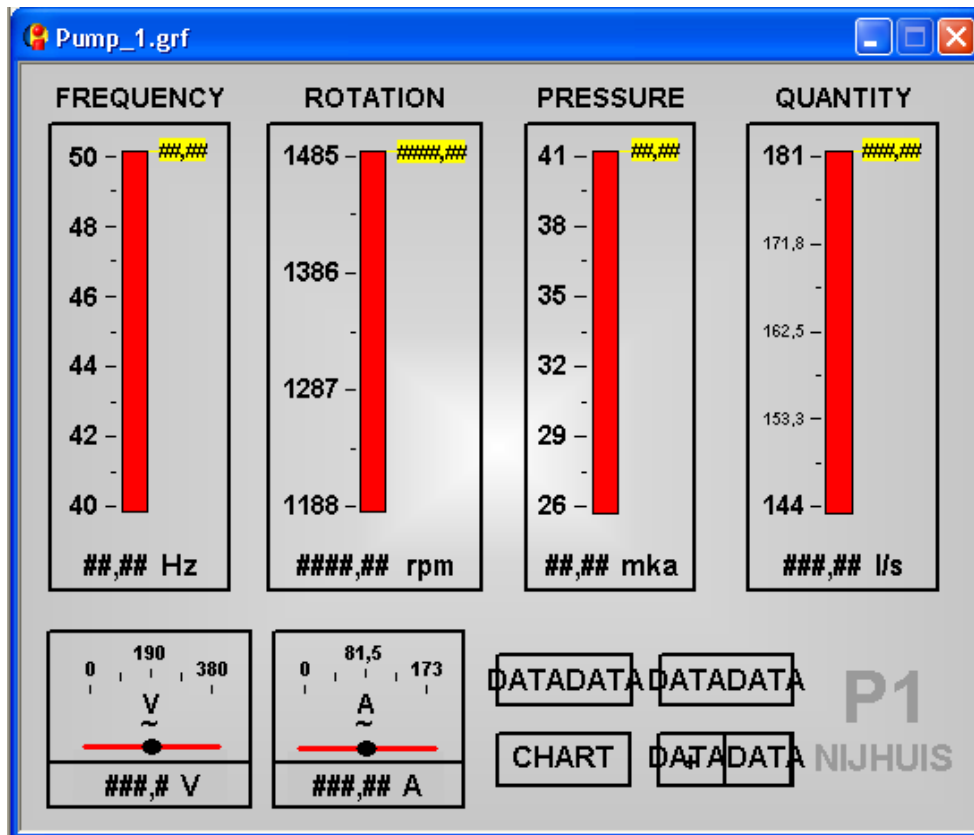 Pump_1.grf
FREQUENCY ROTATION PRESSURE QUANTITY
50 ##,## 1485 ####,## 41 ##,## 181 ###,##
48 38 171,8
46 1386 35 162,5
44 1287 32 153,3
42 29
40 1188 26 144
##,## Hz ####,## rpm ##,## mka ###,## l/s
0 190 380 0 81,5 173
V A
~ ~
###,# V ###,## A
DATADATA DATADATA
CHART DATADATA
P1
NIJHUIS